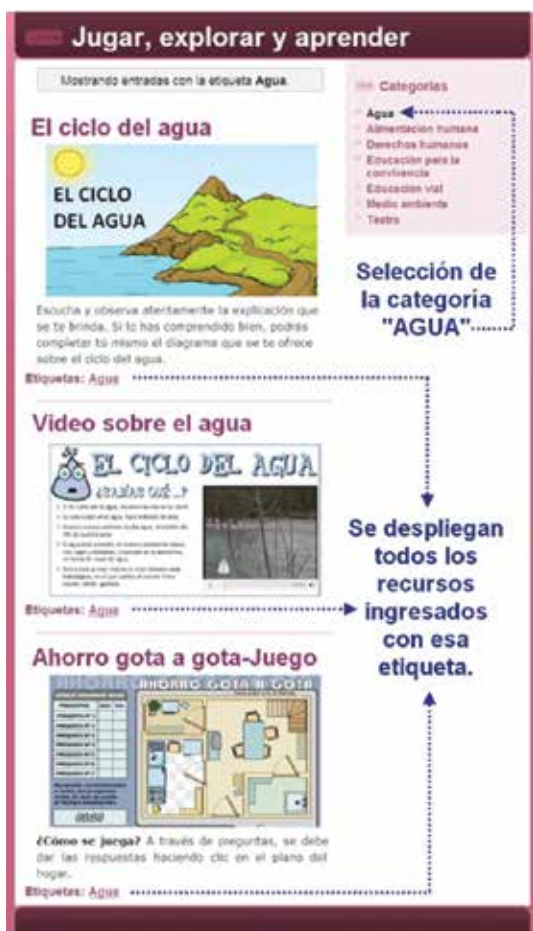 Jugar, explorar y aprender
Mostrando entradas con la etiqueta Agua.
El ciclo del agua
EL CICLO
DEL AGUA
Escucha y observa atentamente la explicación que
se te brinda. Si lo has comprendido bien, podrás
completar tú mismo el diagrama que se te ofrece
sobre el ciclo del agua.
Etiquetas: Agua
Video sobre el agua
EL CICLO DEL AGUA
¿SABÍAS QUÉ...?
Etiquetas: Agua
Ahorro gota a gota-Juego
AHORRO GOTA A GOTA
¿Cómo se juega? A través de preguntas, se debe
dar las respuestas haciendo clic en el plano del
hogar.
Etiquetas: Agua
Categorías
Agua
Alimentación humana
Derechos humanos
Educación para la
convivencia
Educación vial
Medio ambiente
Teatro
Selección de
la categoría
"AGUA"
Se despliegan
todos los
recursos
ingresados
con esa
etiqueta.